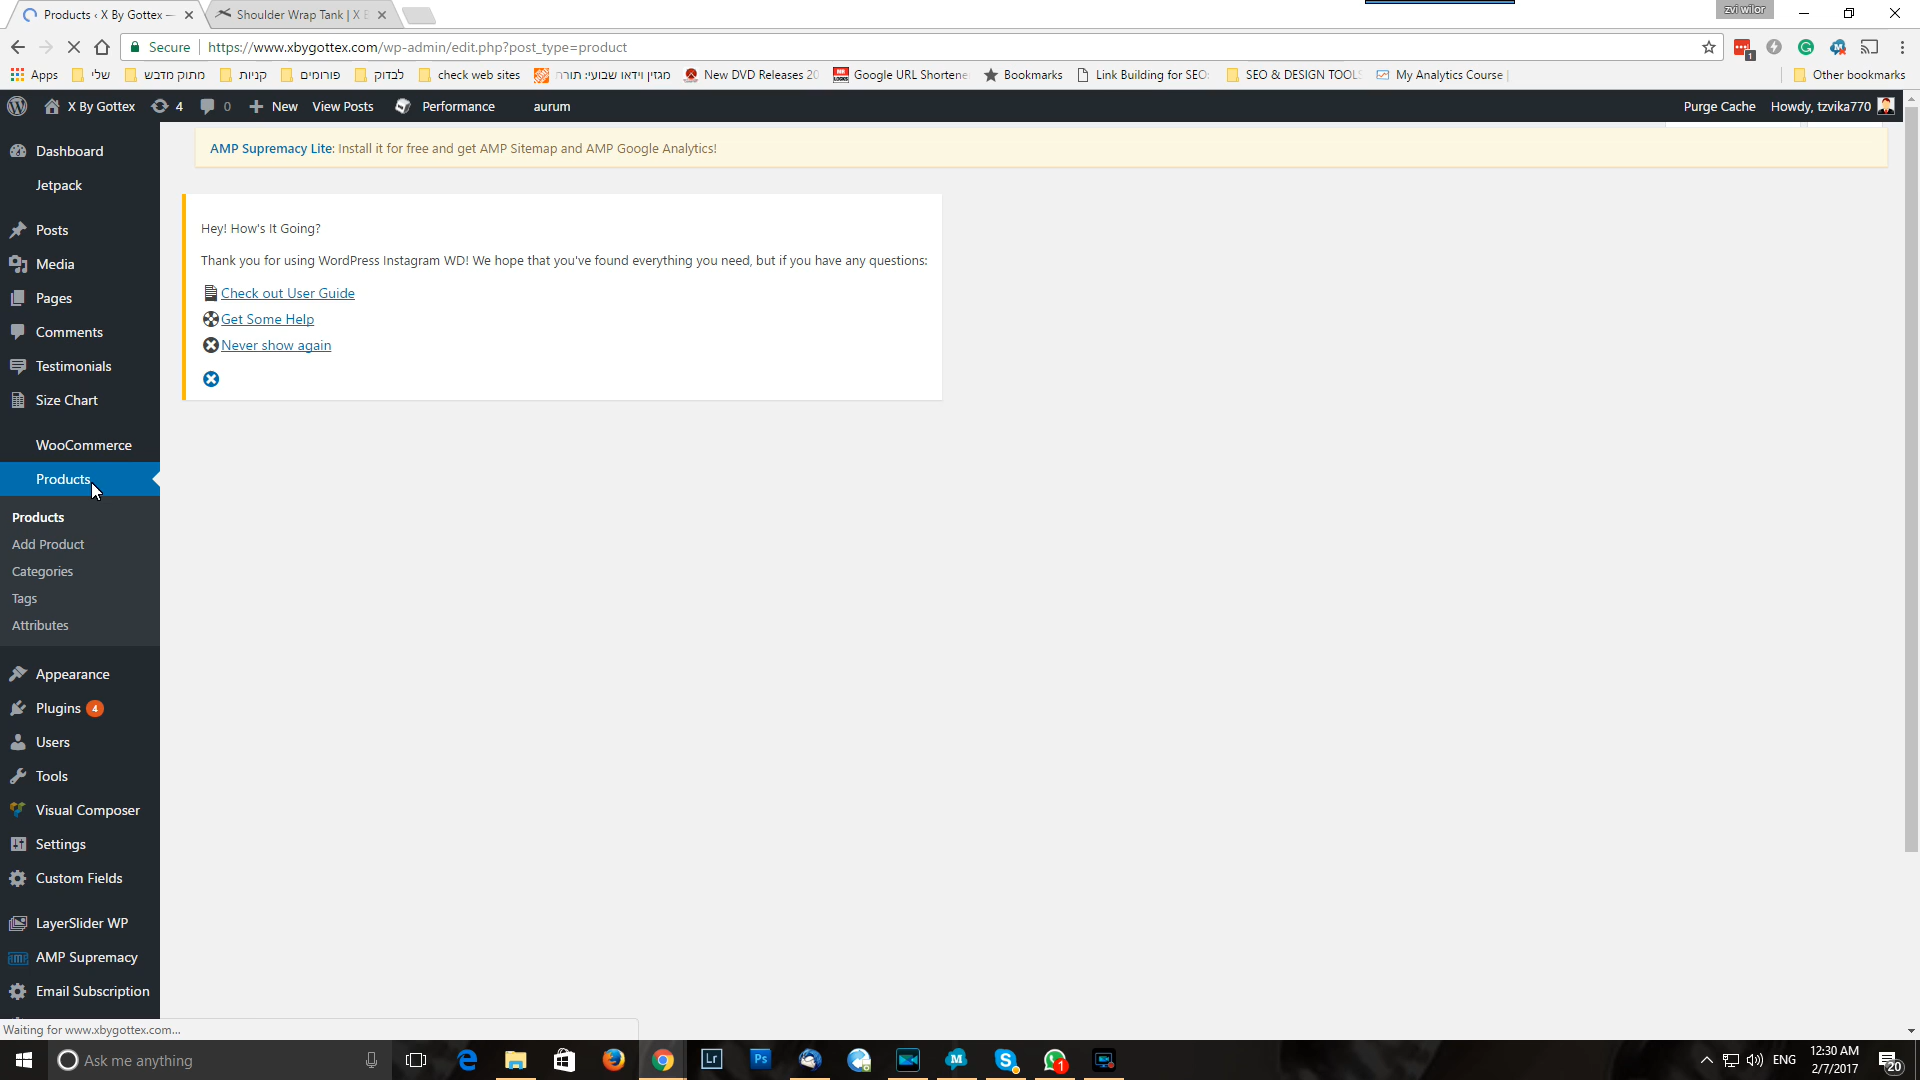 Products ‹ X By Gottex —
Shoulder Wrap Tank | X B
zvi wilor
Secure
https://www.xbygottex.com/wp-admin/edit.php?post_type=product
1
Apps
שלי
מתוק מדבש
קניות
פורומים
לבדוק
check web sites
מגזין וידאו שבועי: תורה
New DVD Releases 20
Google URL Shortene
Bookmarks
Link Building for SEO:
SEO & DESIGN TOOLS
My Analytics Course |
Other bookmarks
X By Gottex
4
0
New
View Posts
Performance
aurum
Purge Cache
Howdy, tzvika770
Dashboard
Jetpack
Posts
Media
Pages
Comments
Testimonials
Size Chart
WooCommerce
Products
Products
Add Product
Categories
Tags
Attributes
Appearance
Plugins 4
Users
Tools
Visual Composer
Settings
Custom Fields
LayerSlider WP
AMP Supremacy
Email Subscription
AMP Supremacy Lite: Install it for free and get AMP Sitemap and AMP Google Analytics!
Hey! How's It Going?
Thank you for using WordPress Instagram WD! We hope that you've found everything you need, but if you have any questions:
Check out User Guide
Get Some Help
Never show again
Waiting for www.xbygottex.com...
Ask me anything
Lr
Ps
M
1
ENG
12:30 AM
2/7/2017
20